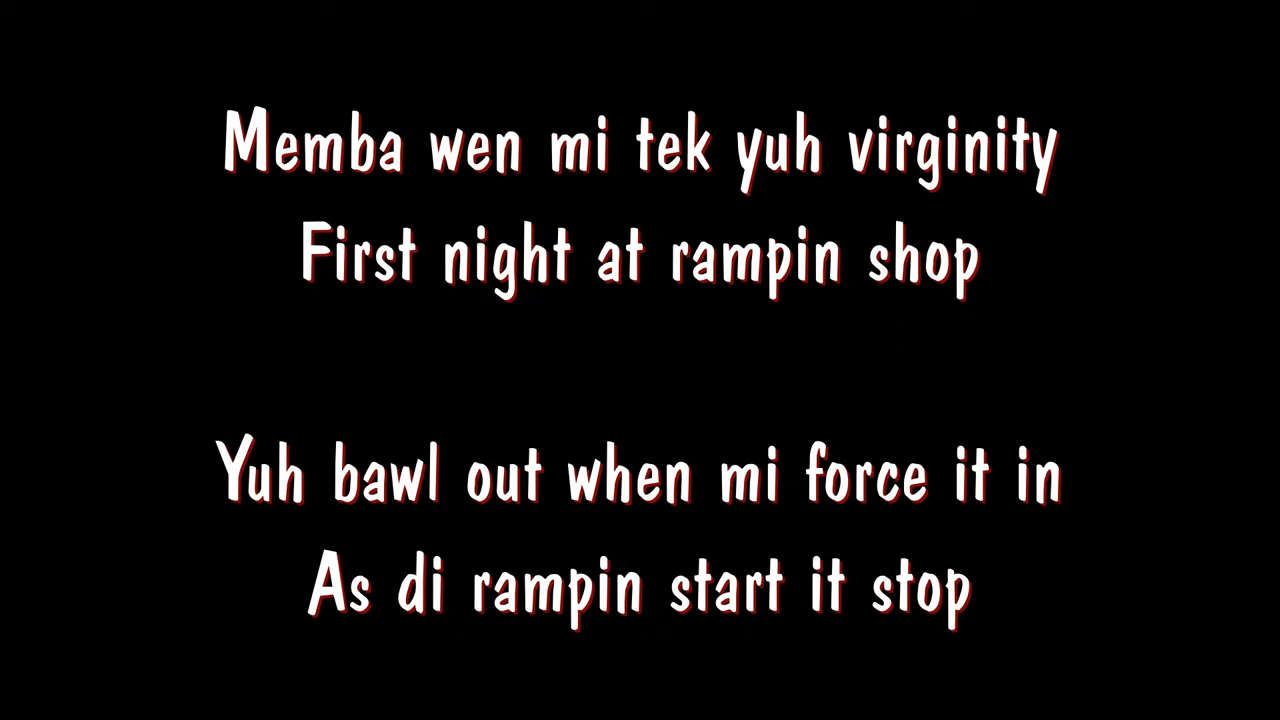 Memba wen mi tek yuh virginity
First night at rampin shop
Yuh bawl out when mi force it in
As di rampin start it stop